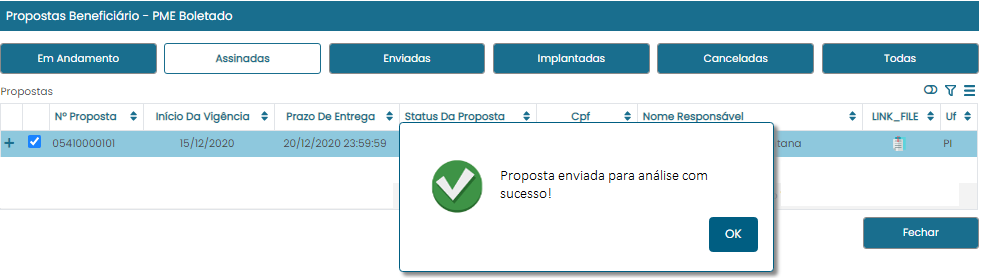 Propostas Beneficiário - PME Boletado
Em Andamento Assinadas Enviadas Implantadas Canceladas Todas
Propostas
Nº Proposta Início Da Vigência Prazo De Entrega Status Da Proposta Cpf Nome Responsável LINK_FILE Uf
05410000101 15/12/2020 20/12/2020 23:59:59 tana PI
Proposta enviada para análise com
sucesso!
OK
Fechar